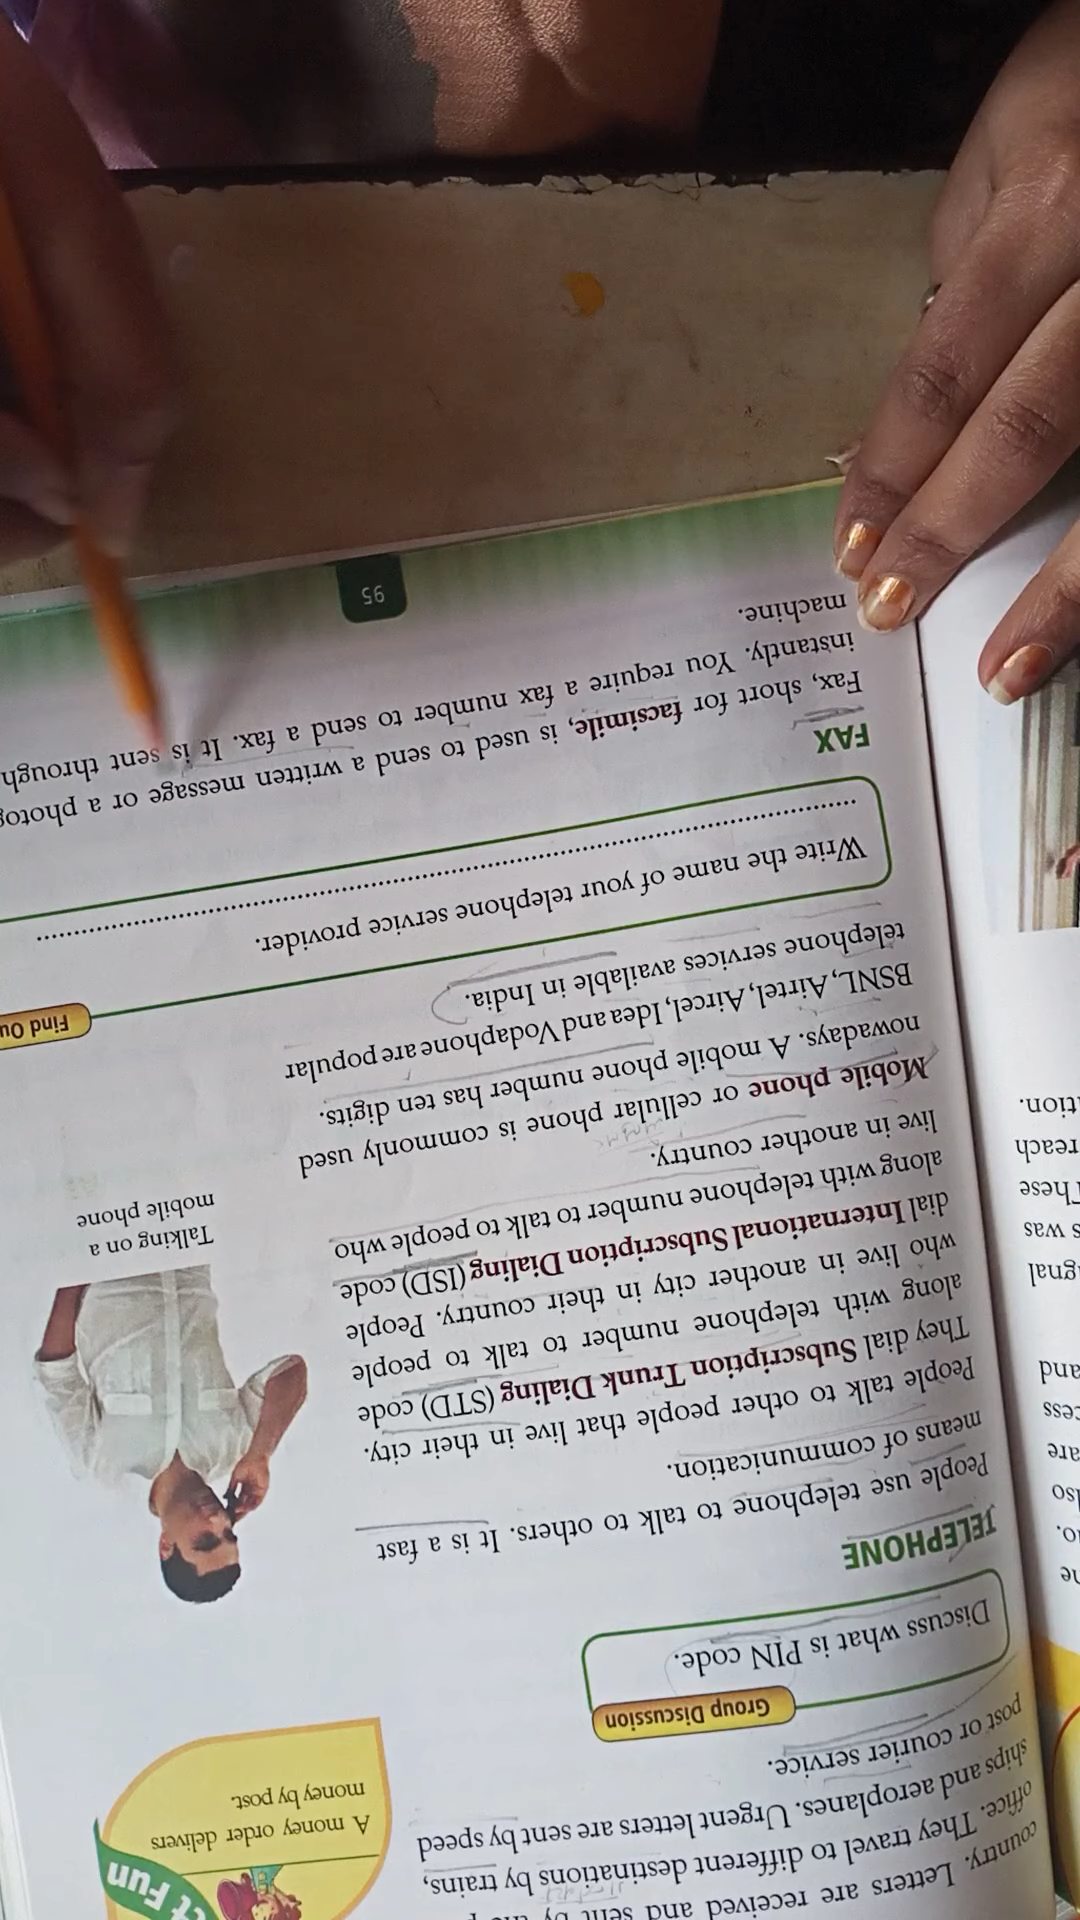 country. Letters are received and sent by
office. They travel to different destinations by trains,
ships and aeroplanes. Urgent letters are sent by speed
post or courier service.
ct Fun
A money order delivers
money by post.
Group Discussion
Discuss what is PIN code.
TELEPHONE
People use telephone to talk to others. It is a fast
means of communication.
People talk to other people that live in their city.
They dial Subscription Trunk Dialing (STD) code
along with telephone number to talk to people
who live in another city in their country. People
dial International Subscription Dialing (ISD) code
along with telephone number to talk to people who
live in another country.
Mobile phone or cellular phone is commonly used
nowadays. A mobile phone number has ten digits.
BSNL, Airtel, Aircel, Idea and Vodaphone are popular
telephone services available in India.
Talking on a
mobile phone
Find Ou
Write the name of your telephone service provider.
FAX
Fax, short for facsimile, is used to send a written message or a photog
instantly. You require a fax number to send a fax. It is sent through
machine.
95
and
are
gnal
s was
These
reach
tion.